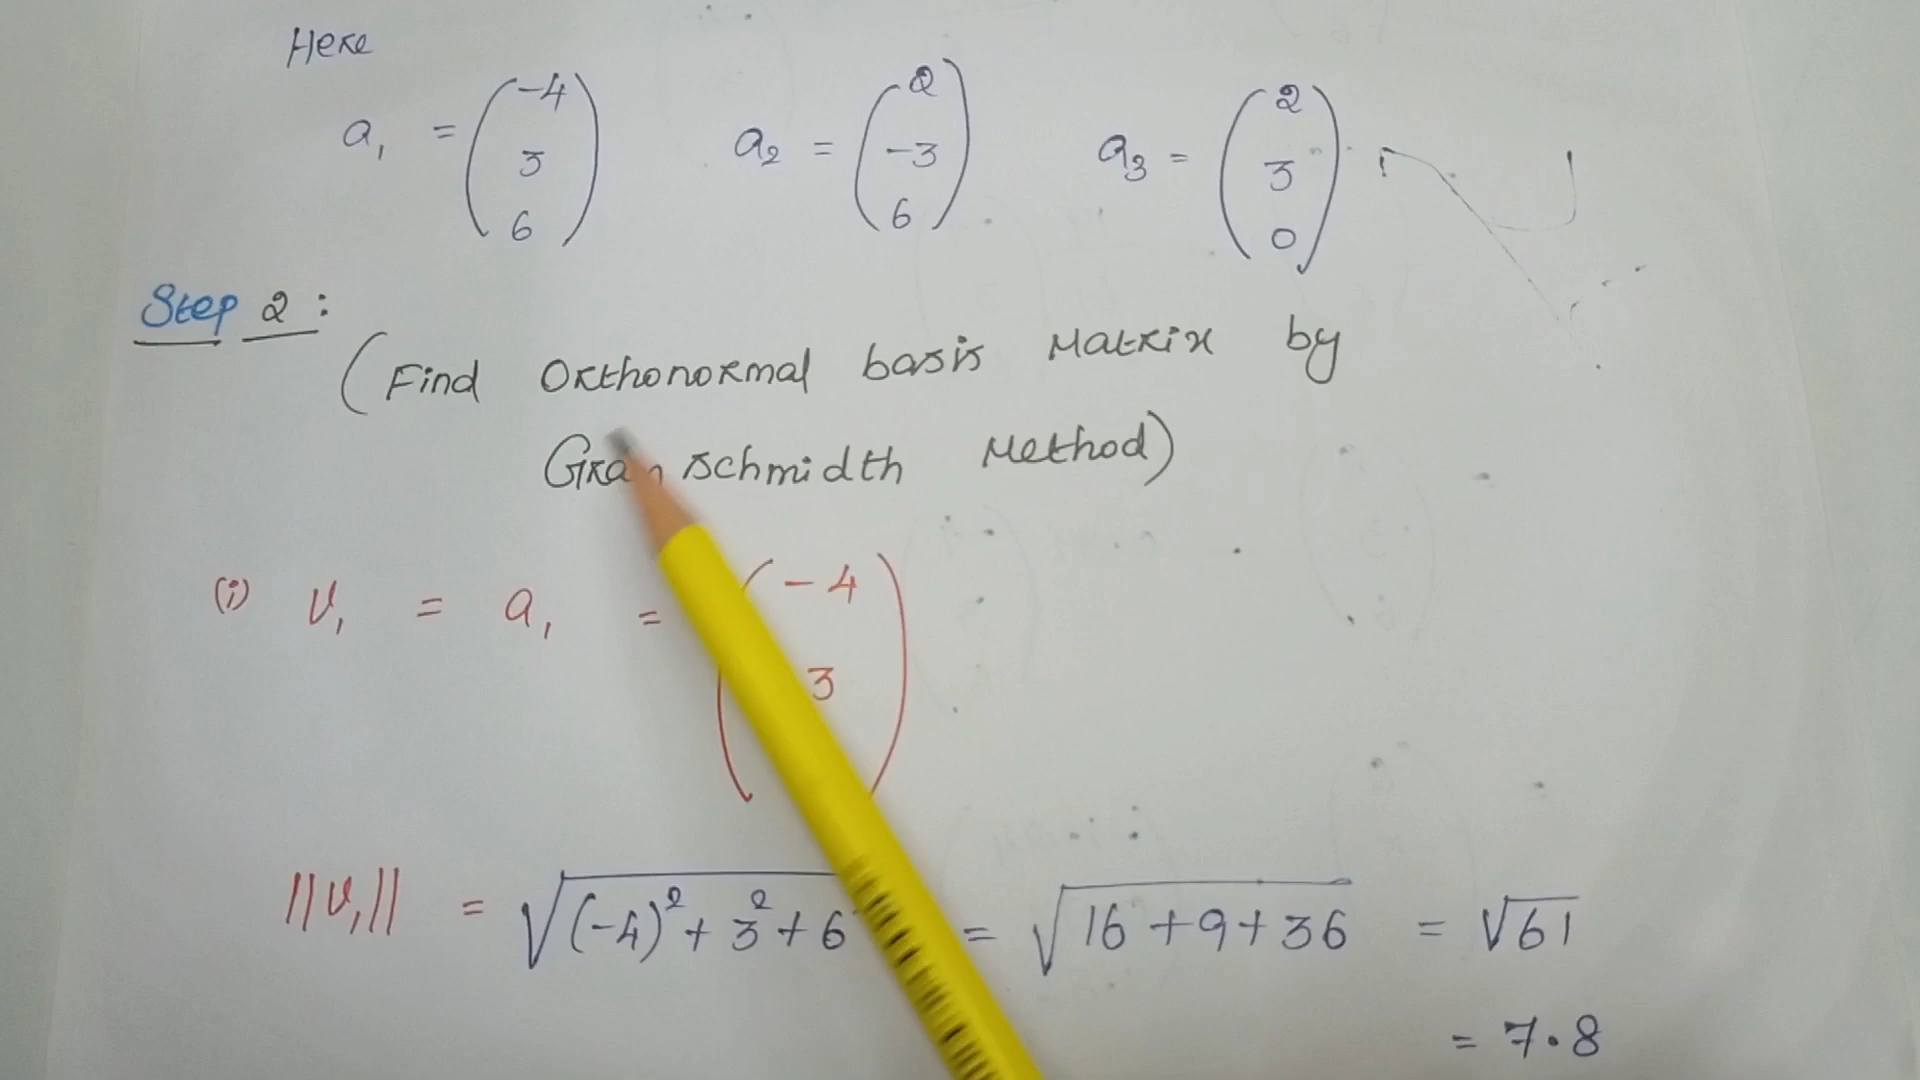 Here
a₁ = (-4 3 6) a₂ = (2 -3 6) a₃ = (2 3 0)
Step 2 :
(Find Orthonormal basis Matrix by
Gram schmidth Method)
(i) v₁ = a₁ = (-4 3
||v₁|| = √(-4)² + 3² + 6 = √16 + 9 + 36 = √61
= 7.8